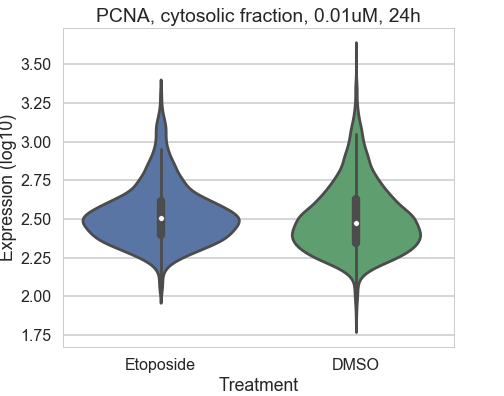 PCNA, cytosolic fraction, 0.01uM, 24h
Expression (log10)
3.50
3.25
3.00
2.75
2.50
2.25
2.00
1.75
Etoposide DMSO
Treatment